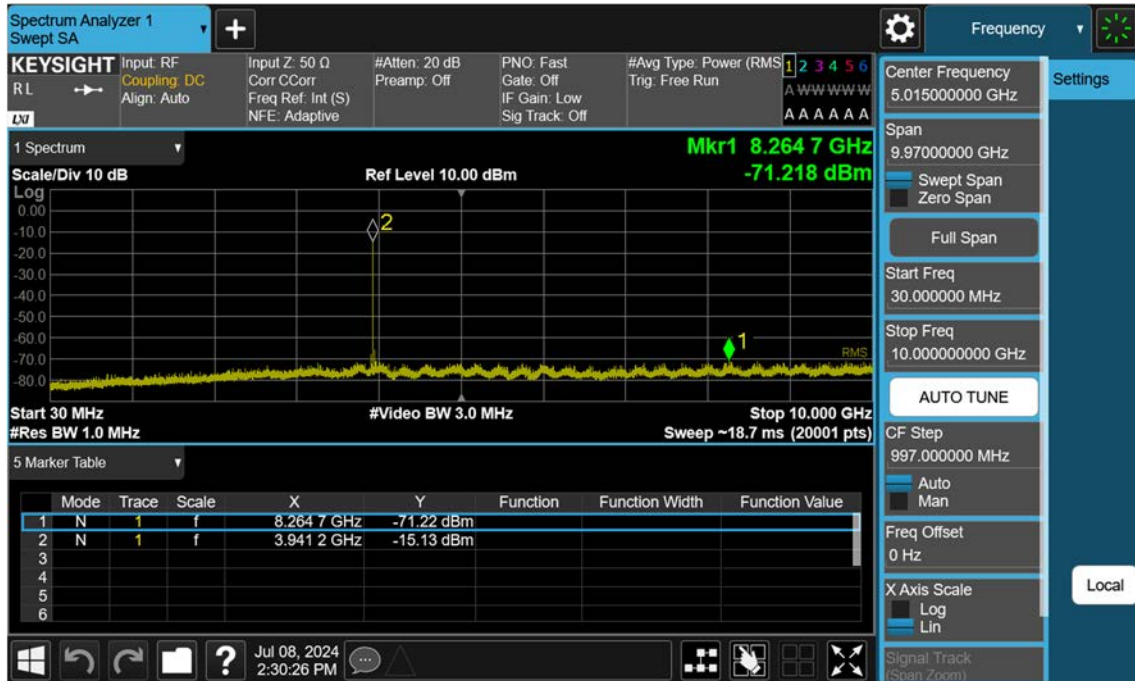 Spectrum Analyzer 1
Swept SA
Frequency
KEYSIGHT
RL
LXI
Input: RF
Coupling: DC
Align: Auto
Input Z: 50 Ω
Corr CCorr
Freq Ref: Int (S)
NFE: Adaptive
#Atten: 20 dB
Preamp: Off
PNO: Fast
Gate: Off
IF Gain: Low
Sig Track: Off
#Avg Type: Power (RMS
Trig: Free Run
1 2 3 4 5 6
A W W W W W
A A A A A A
1 Spectrum
Mkr1 8.264 7 GHz
-71.218 dBm
Scale/Div 10 dB
Ref Level 10.00 dBm
Log
0.00
-10.0
-20.0
-30.0
-40.0
-50.0
-60.0
-70.0
-80.0
2
1
RMS
Start 30 MHz
#Video BW 3.0 MHz
Stop 10.000 GHz
#Res BW 1.0 MHz
Sweep ~18.7 ms (20001 pts)
5 Marker Table
Mode Trace Scale X Y Function Function Width Function Value
1 N 1 f 8.264 7 GHz -71.22 dBm
2 N 1 f 3.941 2 GHz -15.13 dBm
3
4
5
6
?
Jul 08, 2024
2:30:26 PM
Center Frequency
5.015000000 GHz
Settings
Span
9.97000000 GHz
Swept Span
Zero Span
Full Span
Start Freq
30.000000 MHz
Stop Freq
10.000000000 GHz
AUTO TUNE
CF Step
997.000000 MHz
Auto
Man
Freq Offset
0 Hz
X Axis Scale
Log
Lin
Local
Signal Track
(Span Zoom)